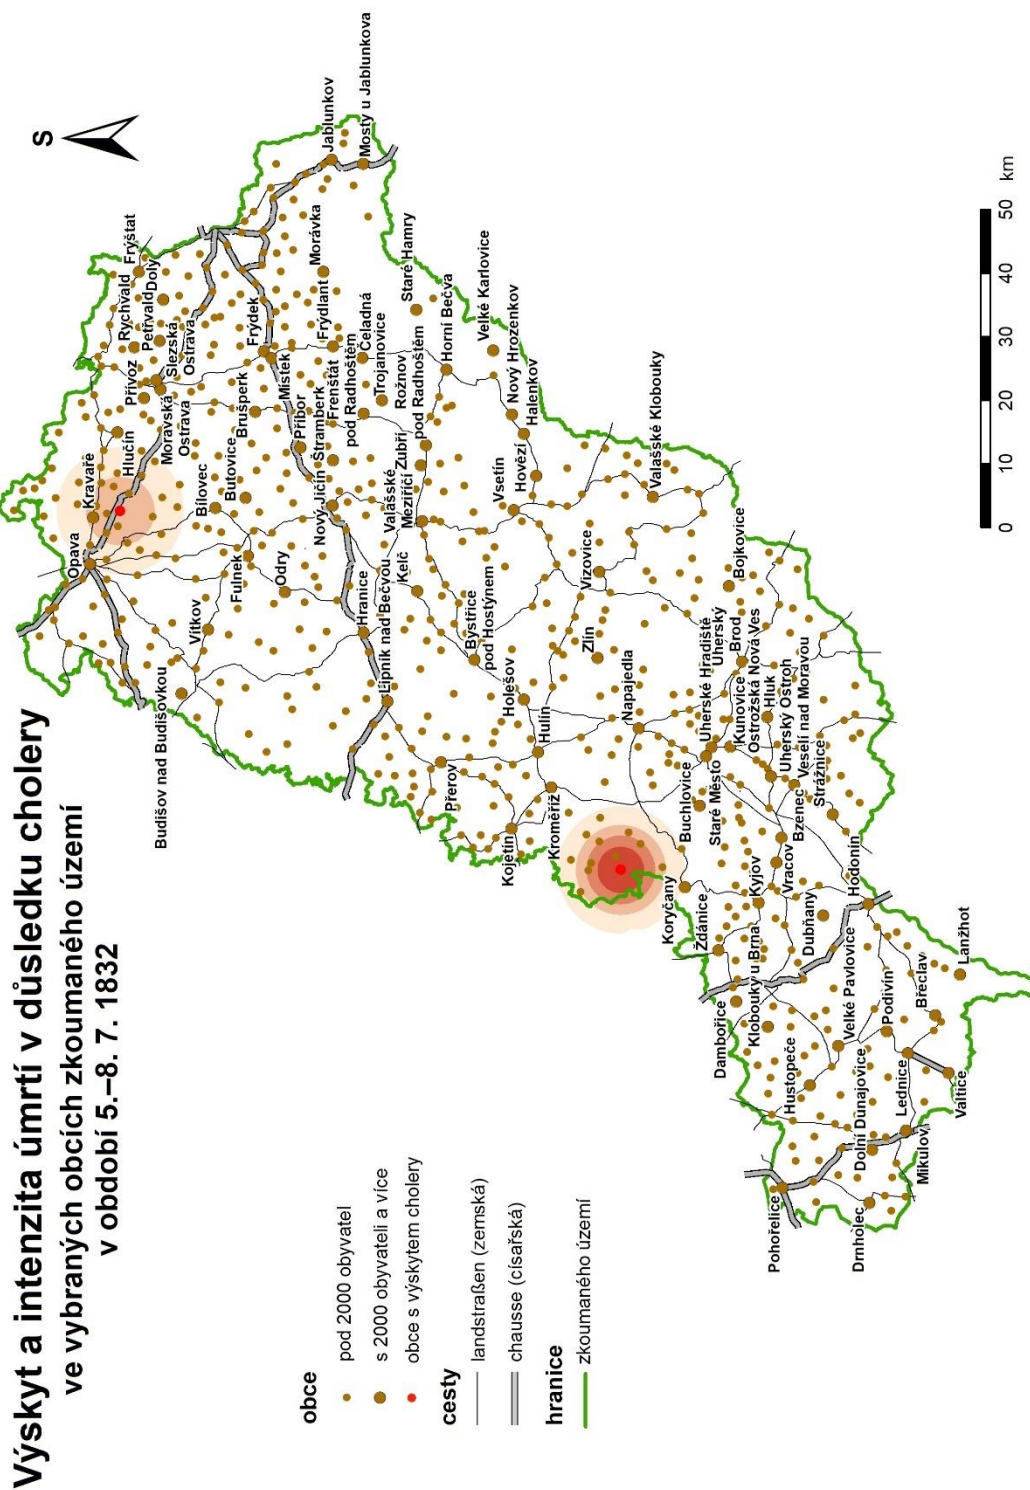 Výskyt a intenzita úmrtí v důsledku cholery
ve vybraných obcích zkoumaného území
v období 5.–8. 7. 1832
S
obce
pod 2000 obyvatel
s 2000 obyvateli a více
obce s výskytem cholery
cesty
landstraßen (zemská)
chausse (císařská)
hranice
zkoumaného území
Opava
Kravaře
Hlučín
Přívoz
Rychvald
Petřvald
Doly
Fryštat
Slezská
Ostrava
Moravská
Ostrava
Budišov nad Budišovkou
Vítkov
Bílovec
Butovice
Brušperk
Frýdek
Místek
Fulnek
Odry
Příbor
Štramberk
Nový Jičín
Frenštát
pod Radhoštěm
Frýdlant
Morávka
Jablunkov
Mosty u Jablunkova
Čeladná
Trojanovice
Staré Hamry
Hranice
Lipník nad Bečvou
Kelč
Valašské
Meziříčí
Zubří
Rožnov
pod Radhoštěm
Horní Bečva
Velké Karlovice
Nový Hrozenkov
Halenkov
Hovězí
Vsetín
Bystřice
pod Hostýnem
Holešov
Hulín
Přerov
Kojetín
Kroměříž
Zlín
Vizovice
Valašské Klobouky
Napajedla
Bojkovice
Uherské Hradiště
Uherský
Brod
Kunovice
Ostrožská Nová Ves
Hluk
Uherský Ostroh
Veselí nad Moravou
Strážnice
Bzenec
Staré Město
Buchlovice
Koryčany
Ždánice
Kyjov
Vracov
Hodonín
Dubňany
Dambořice
Klobouky u Brna
Hustopeče
Velké Pavlovice
Podivín
Břeclav
Lanžhot
Lednice
Valtice
Dolní Dunajovice
Mikulov
Pohořelice
Drnholec
0 10 20 30 40 50 km